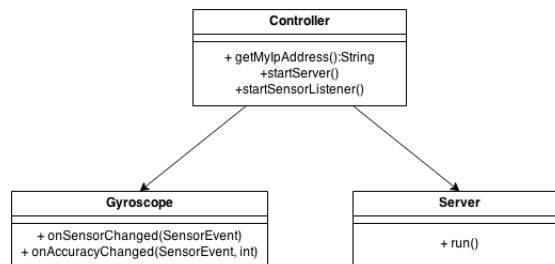 Controller
+ getMyIpAddress():String
+startServer()
+startSensorListener()
Gyroscope
+ onSensorChanged(SensorEvent)
+ onAccuracyChanged(SensorEvent, int)
Server
+ run()